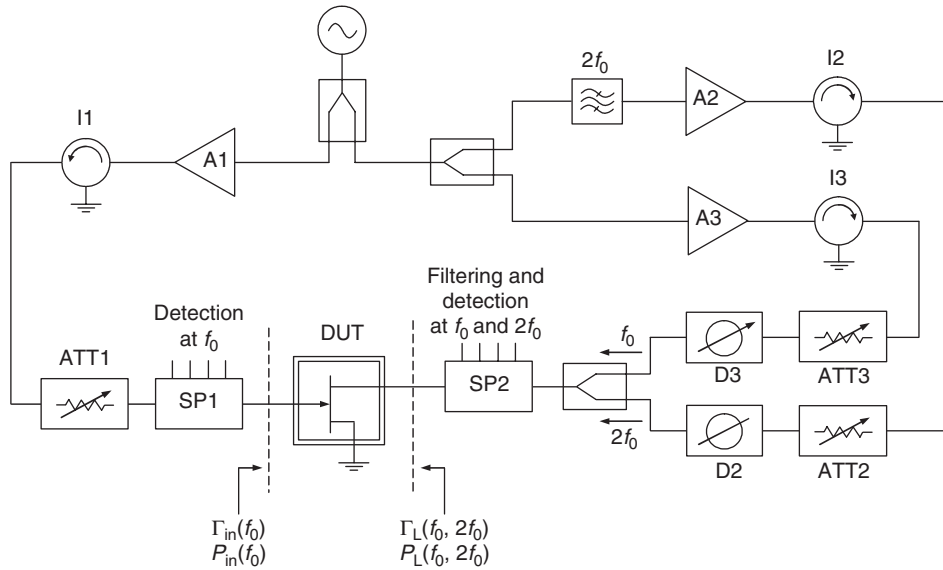 2f₀
I2
A2
I1
A1
I3
A3
Filtering and
detection
at f₀ and 2f₀
Detection
at f₀
DUT
f₀
ATT1
SP1
SP2
D3
ATT3
2f₀
D2
ATT2
Γin(f₀)
Pin(f₀)
ΓL(f₀, 2f₀)
PL(f₀, 2f₀)